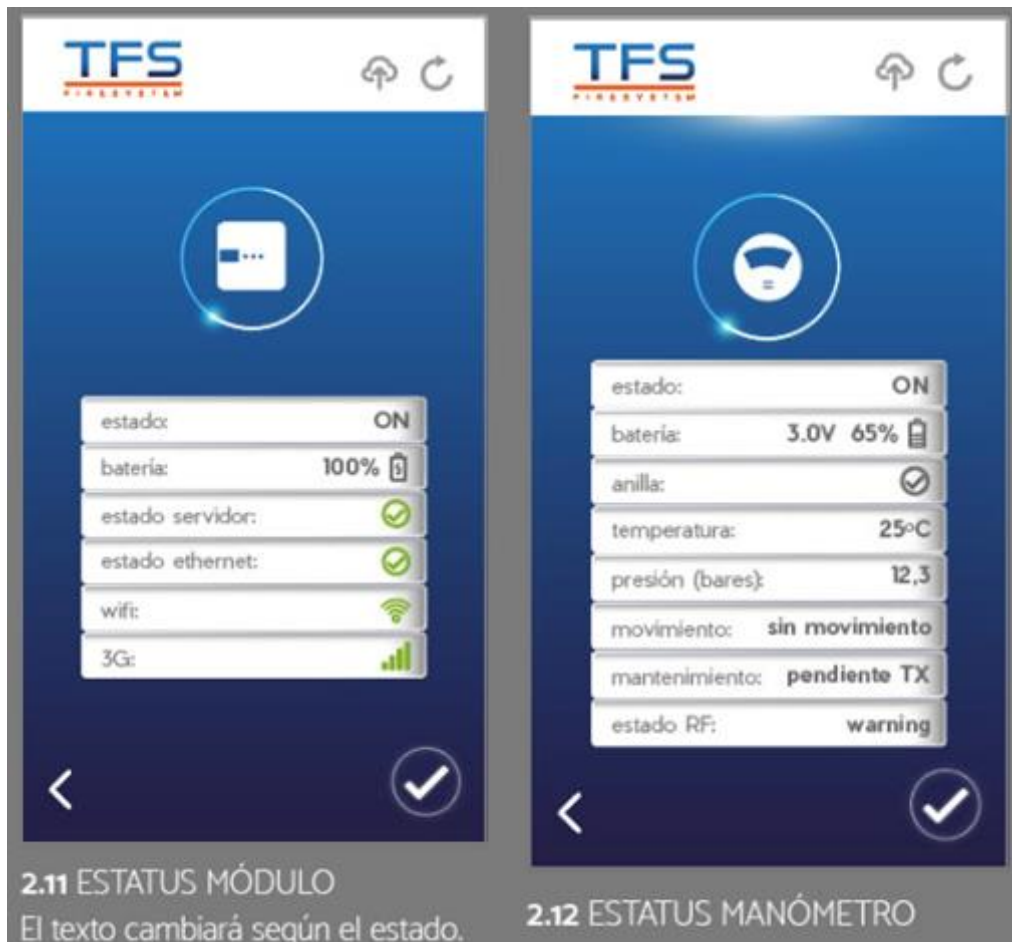 TFS
FIRESYSTEM
estado: ON
batería: 100%
estado servidor:
estado ethernet:
wifi:
3G:
2.11 ESTATUS MÓDULO
El texto cambiará según el estado.
TFS
FIRESYSTEM
estado: ON
batería: 3.0V 65%
anilla:
temperatura: 25ºC
presión (bares): 12,3
movimiento: sin movimiento
mantenimiento: pendiente TX
estado RF: warning
2.12 ESTATUS MANÓMETRO